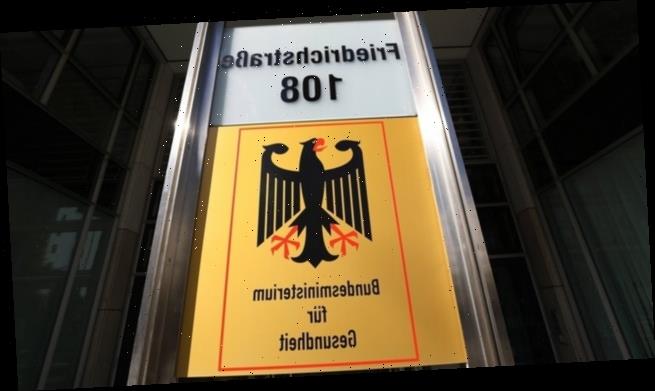 Friedrichstraße
108
Bundesministerium
für
Gesundheit